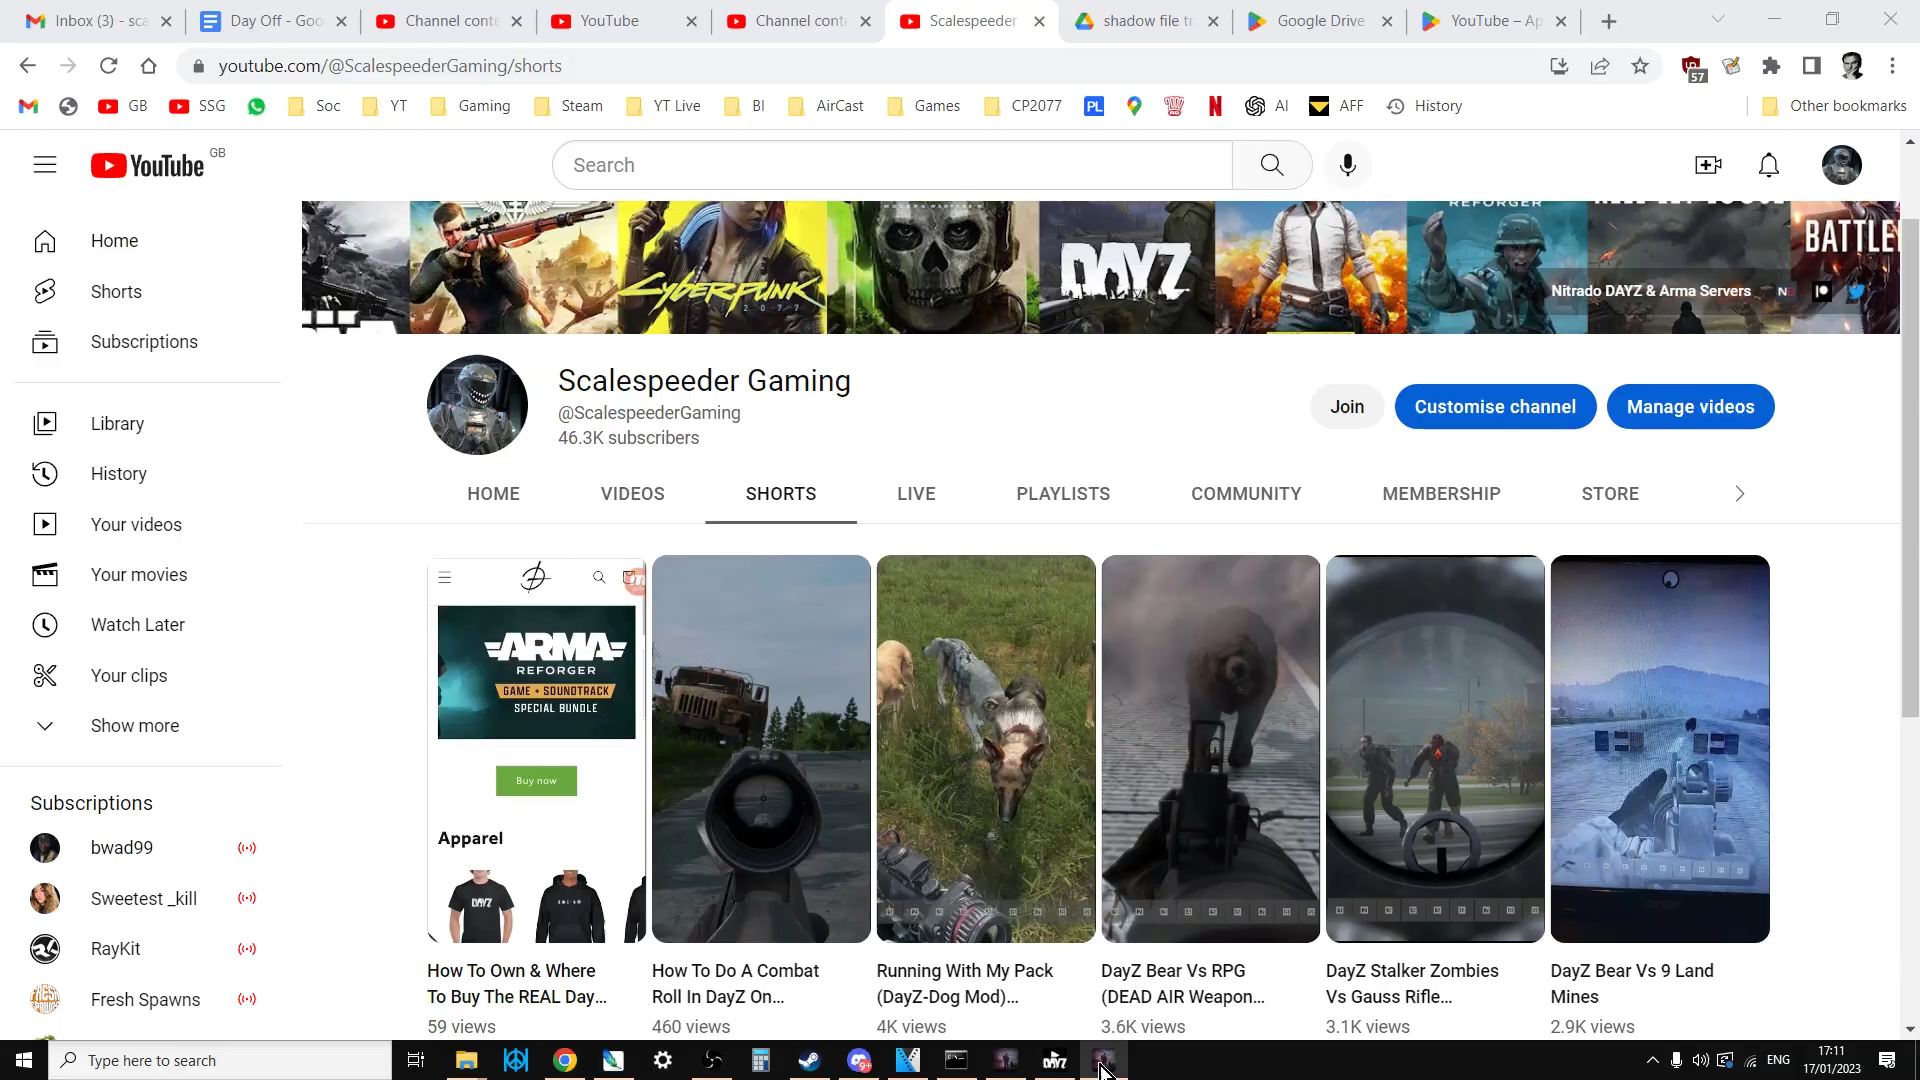 Inbox (3) - sca
Day Off - Goo
Channel conte
YouTube
Channel conte
Scalespeeder
shadow file tr
Google Drive
YouTube – Ap
youtube.com/@ScalespeederGaming/shorts
57
GB
SSG
Soc
YT
Gaming
Steam
YT Live
BI
AirCast
Games
CP2077
PL
N
AI
AFF
History
Other bookmarks
YouTube GB
Search
Home
Shorts
Subscriptions
Library
History
Your videos
Your movies
Watch Later
Your clips
Show more
Subscriptions
bwad99
Sweetest _kill
RayKit
Fresh Spawns
Cyberpunk
2077
DAYZ
REFORGER
BATTLE
Nitrado DAYZ & Arma Servers
Scalespeeder Gaming
@ScalespeederGaming
46.3K subscribers
Join
Customise channel
Manage videos
HOME
VIDEOS
SHORTS
LIVE
PLAYLISTS
COMMUNITY
MEMBERSHIP
STORE
ARMA
REFORGER
GAME + SOUNDTRACK
SPECIAL BUNDLE
Buy now
Apparel
DAYZ
How To Own & Where
To Buy The REAL Day...
59 views
How To Do A Combat
Roll In DayZ On...
460 views
Running With My Pack
(DayZ-Dog Mod)...
4K views
DayZ Bear Vs RPG
(DEAD AIR Weapon...
3.6K views
DayZ Stalker Zombies
Vs Gauss Rifle...
3.1K views
DayZ Bear Vs 9 Land
Mines
2.9K views
Type here to search
9+
DAYZ
ENG
17:11
17/01/2023